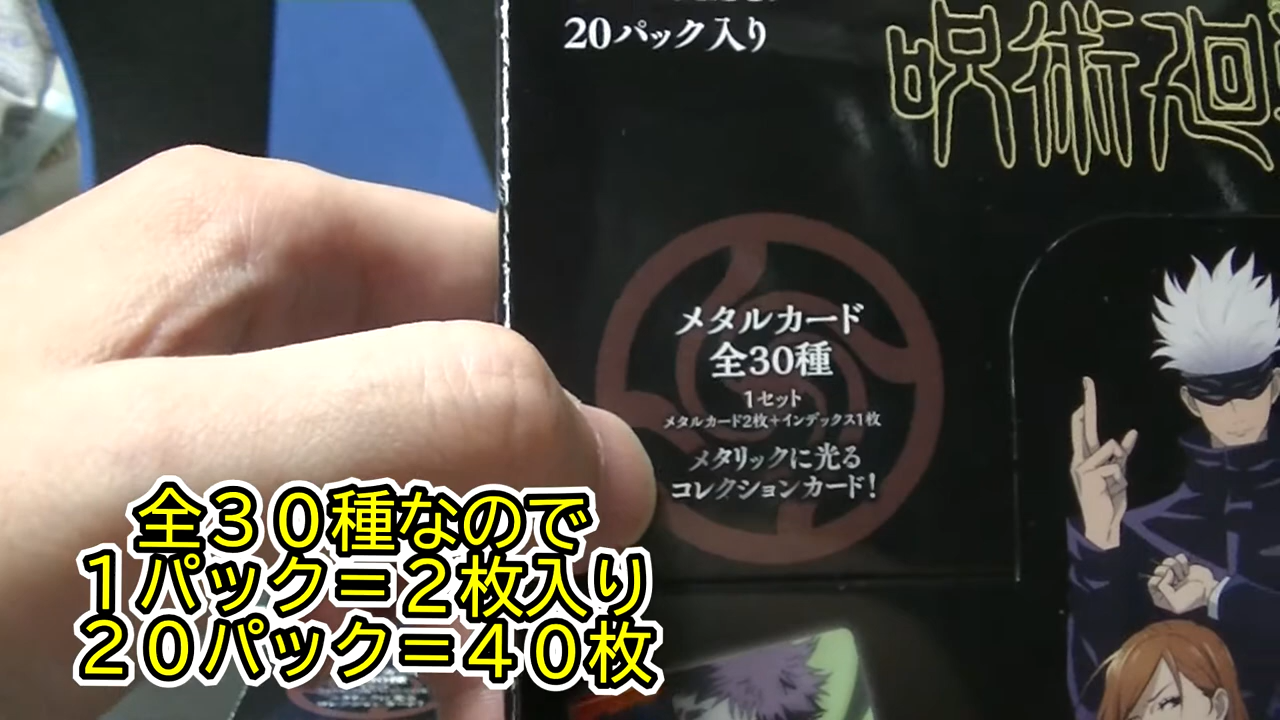 20パック入り
呪術廻
メタルカード
全30種
1セット
メタルカード2枚+インデックス1枚
メタリックに光る
コレクションカード!
全３０種なので
１パック＝２枚入り
２０パック＝４０枚